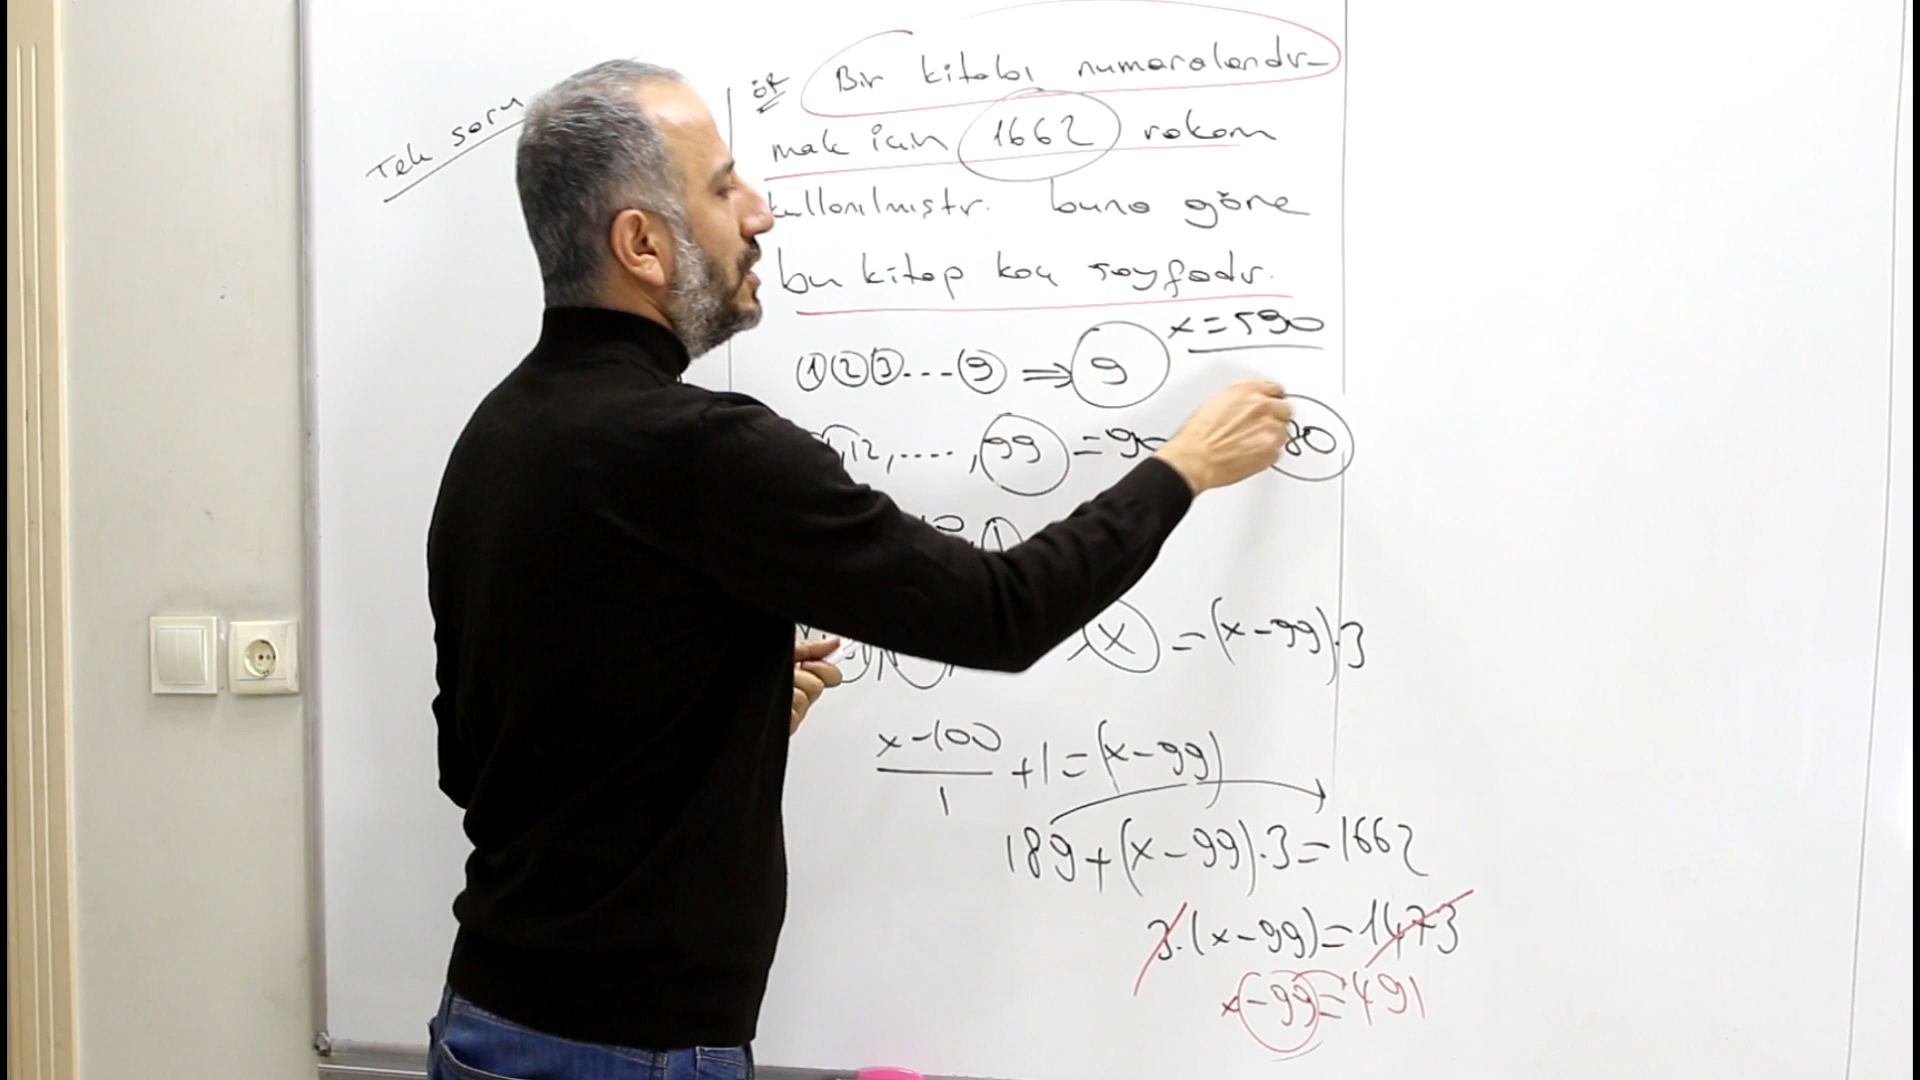 Tek soru
ör Bir kitabı numaralandır-
mak için 1662 rakam
kullanılmıştır. buna göre
bu kitap kaç sayfadır.
x=590
1 2 3 .... 9 ⇒ 9
,12, ...., 99 =90 80
x =(x-99).3
x-100
/1 +1=(x-99)
189+(x-99).3=1662
3.(x-99)=1473
x-99=491